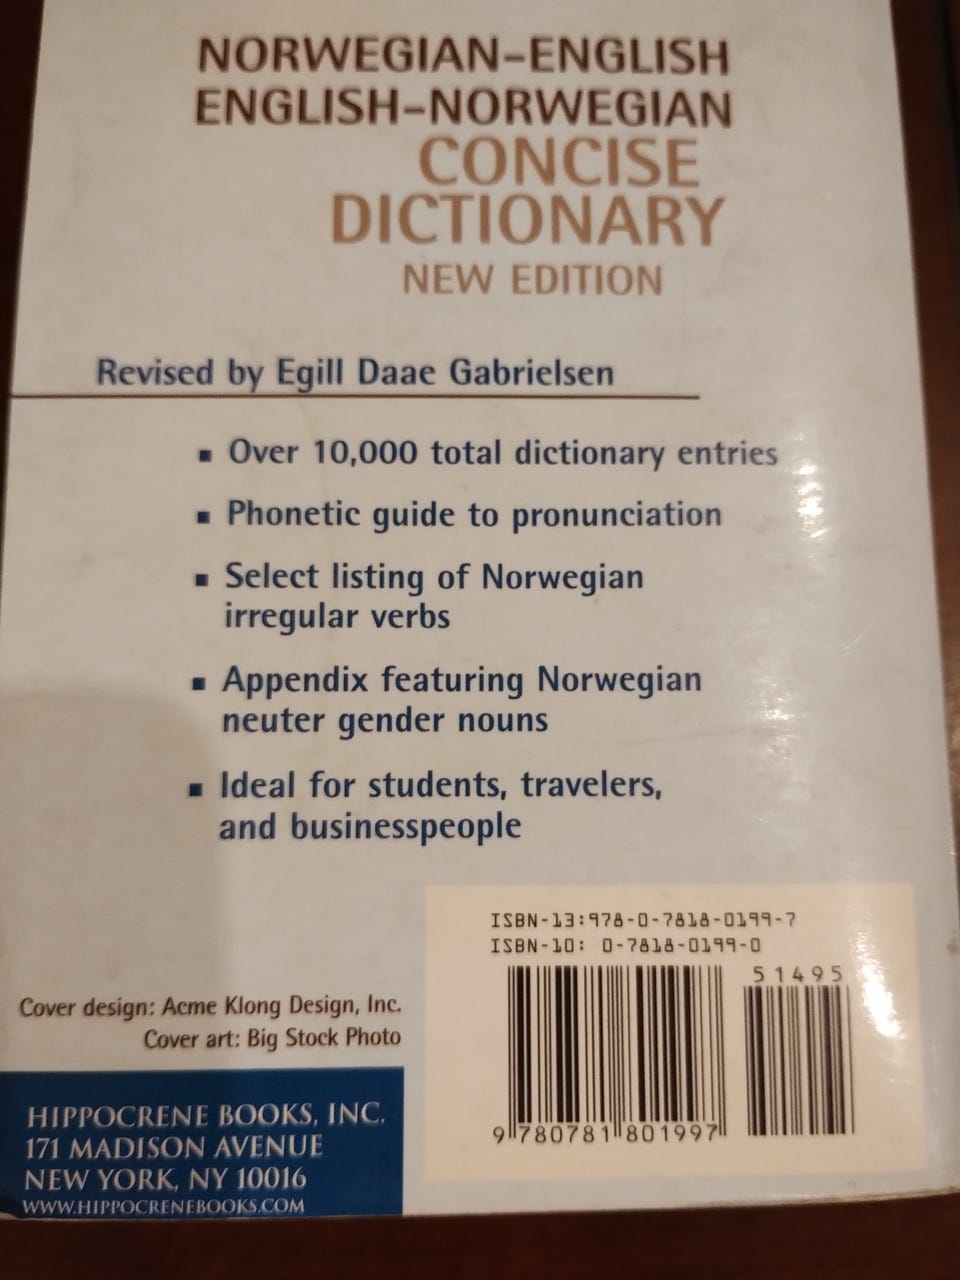 NORWEGIAN-ENGLISH
ENGLISH-NORWEGIAN
CONCISE
DICTIONARY
NEW EDITION
Revised by Egill Daae Gabrielsen
▪ Over 10,000 total dictionary entries
▪ Phonetic guide to pronunciation
▪ Select listing of Norwegian
irregular verbs
▪ Appendix featuring Norwegian
neuter gender nouns
▪ Ideal for students, travelers,
and businesspeople
ISBN-13:978-0-7818-0199-7
ISBN-10: 0-7818-0199-0
51495
9 780781 801997
Cover design: Acme Klong Design, Inc.
Cover art: Big Stock Photo
HIPPOCRENE BOOKS, INC.
171 MADISON AVENUE
NEW YORK, NY 10016
WWW.HIPPOCRENEBOOKS.COM